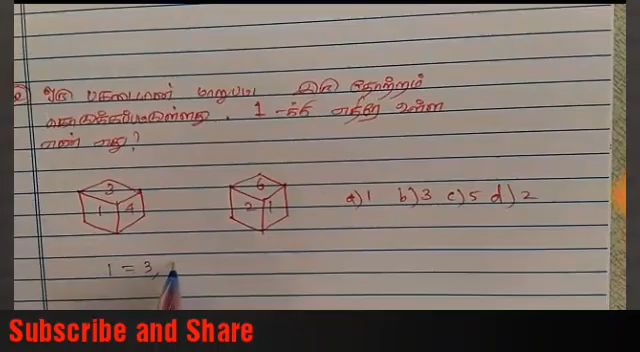 ஒரு பகடையின் மாறுபட்ட இரு தோற்றம்
கொடுக்கப்பட்டுள்ளது. 1-க்கு எதிரே உள்ள
எண் எது?
3
1 4
6
2 1
a) 1 b) 3 c) 5 d) 2
1 = 3,
Subscribe and Share